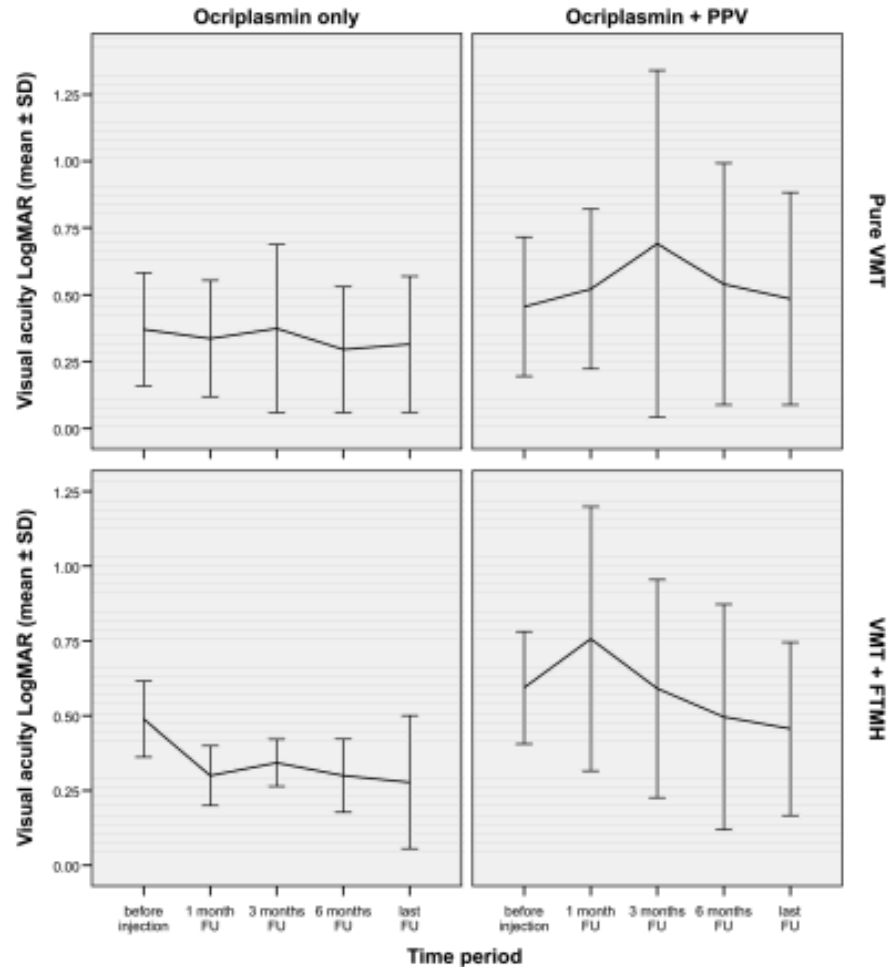 Ocriplasmin only
Ocriplasmin + PPV
Visual acuity LogMAR (mean ± SD)
1.25
1.00
0.75
0.50
0.25
0.00
Pure VMT
Visual acuity LogMAR (mean ± SD)
1.25
1.00
0.75
0.50
0.25
0.00
VMT + FTMH
before injection
1 month FU
3 months FU
6 months FU
last FU
before injection
1 month FU
3 months FU
6 months FU
last FU
Time period